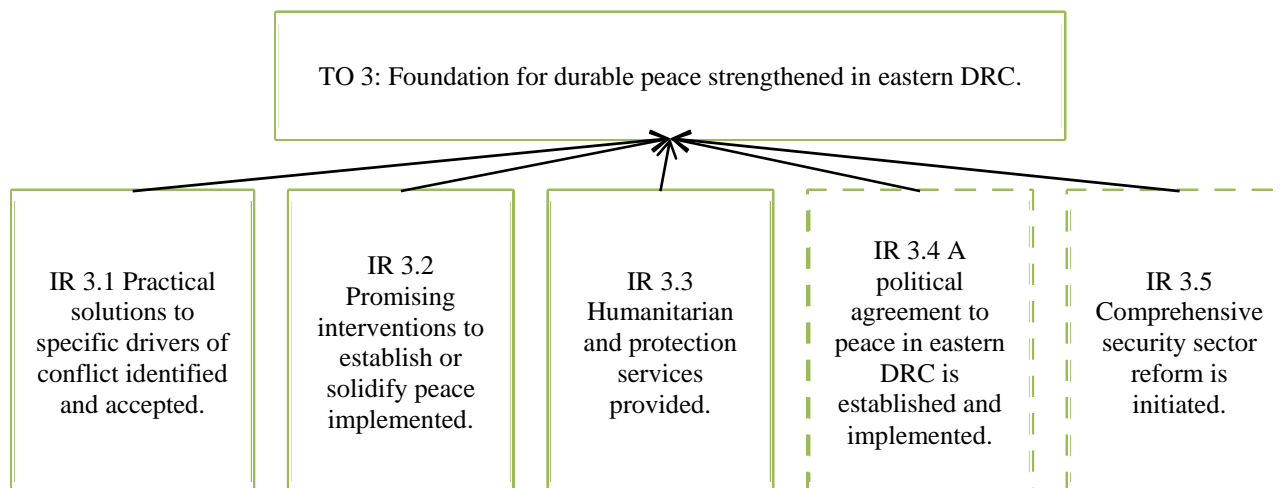 TO 3: Foundation for durable peace strengthened in eastern DRC.
IR 3.1 Practical
solutions to
specific drivers of
conflict identified
and accepted.
IR 3.2
Promising
interventions to
establish or
solidify peace
implemented.
IR 3.3
Humanitarian
and protection
services
provided.
IR 3.4 A
political
agreement to
peace in eastern
DRC is
established and
implemented.
IR 3.5
Comprehensive
security sector
reform is
initiated.